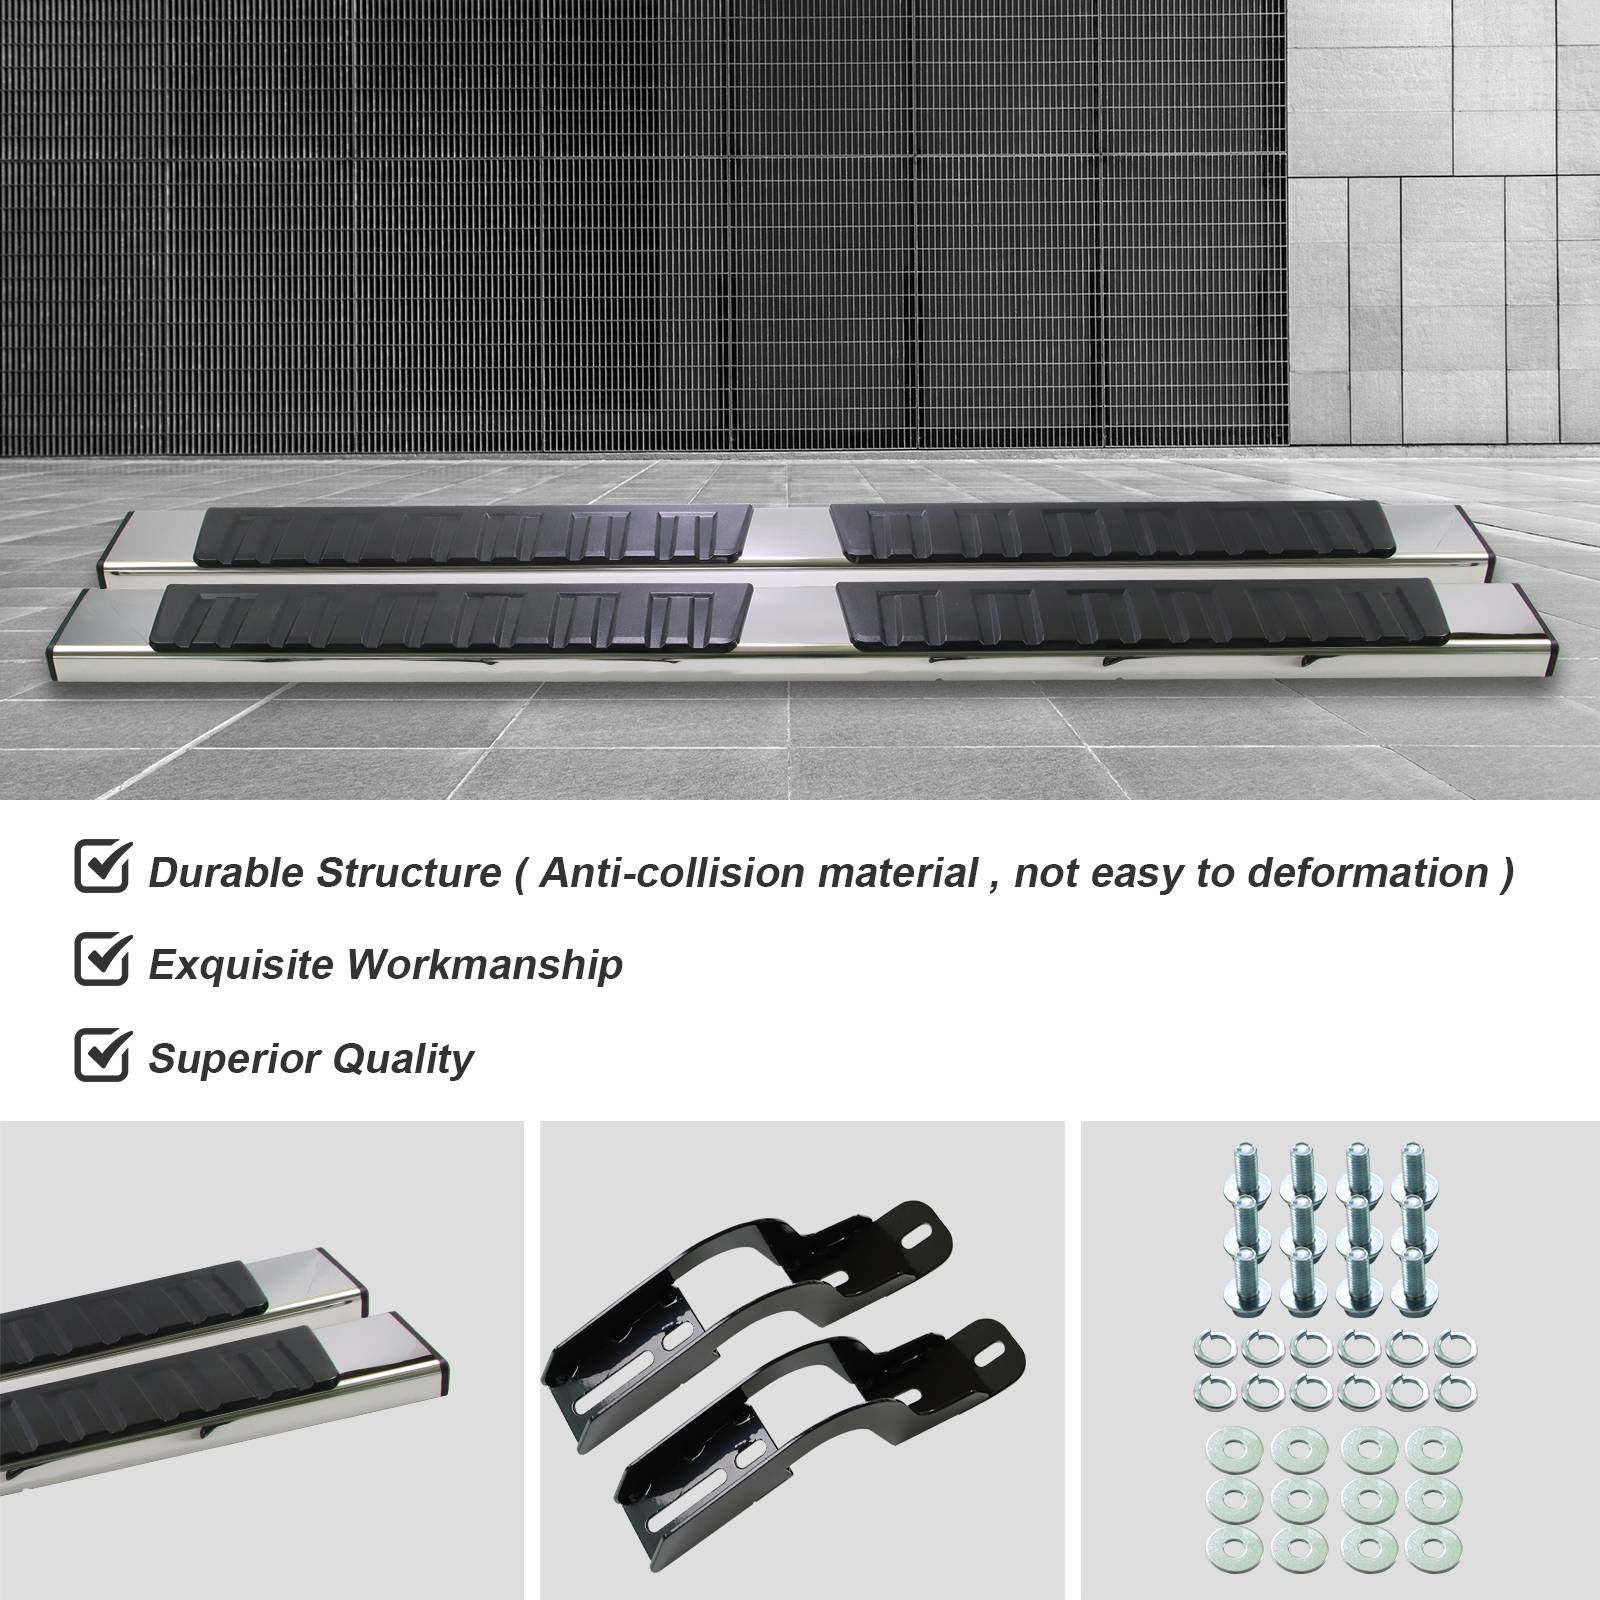 Durable Structure ( Anti-collision material , not easy to deformation )
Exquisite Workmanship
Superior Quality